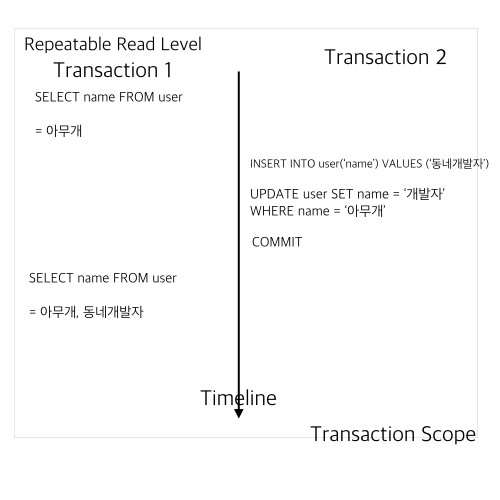 Repeatable Read Level
Transaction 1
Transaction 2
SELECT name FROM user
= 아무개
INSERT INTO user(‘name’) VALUES (‘동네개발자’)
UPDATE user SET name = ‘개발자’
WHERE name = ‘아무개’
COMMIT
SELECT name FROM user
= 아무개, 동네개발자
Timeline
Transaction Scope